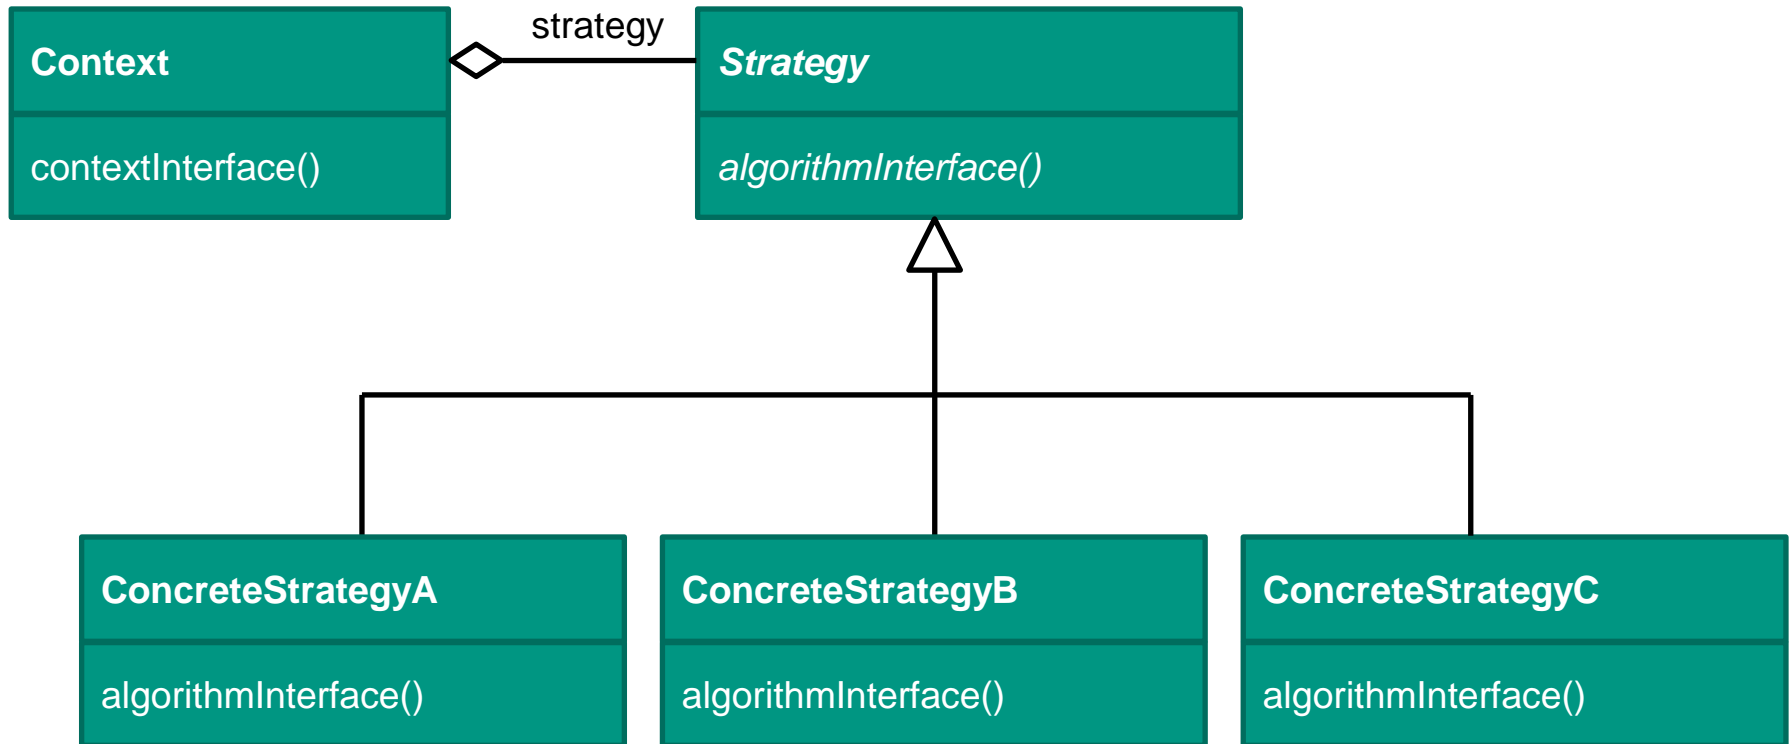 strategy
Context
Strategy
contextInterface()
algorithmInterface()
ConcreteStrategyA
ConcreteStrategyB
ConcreteStrategyC
algorithmInterface()
algorithmInterface()
algorithmInterface()